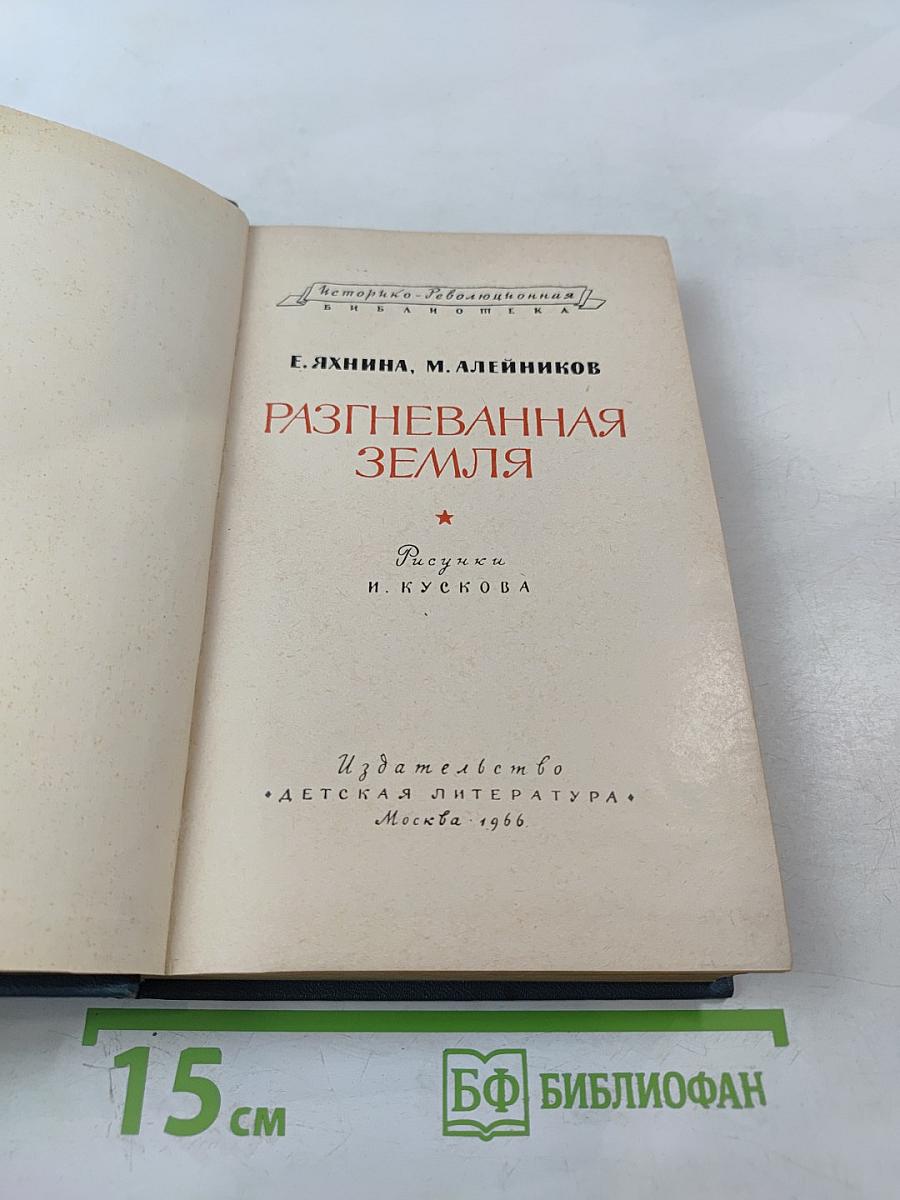 Историко-Революционная
БИБЛИОТЕКА
Е. ЯХНИНА, М. АЛЕЙНИКОВ
РАЗГНЕВАННАЯ
ЗЕМЛЯ
Рисунки
И. КУСКОВА
Издательство
•ДЕТСКАЯ ЛИТЕРАТУРА•
Москва · 1966
15 см
БФ БИБЛИОФАН